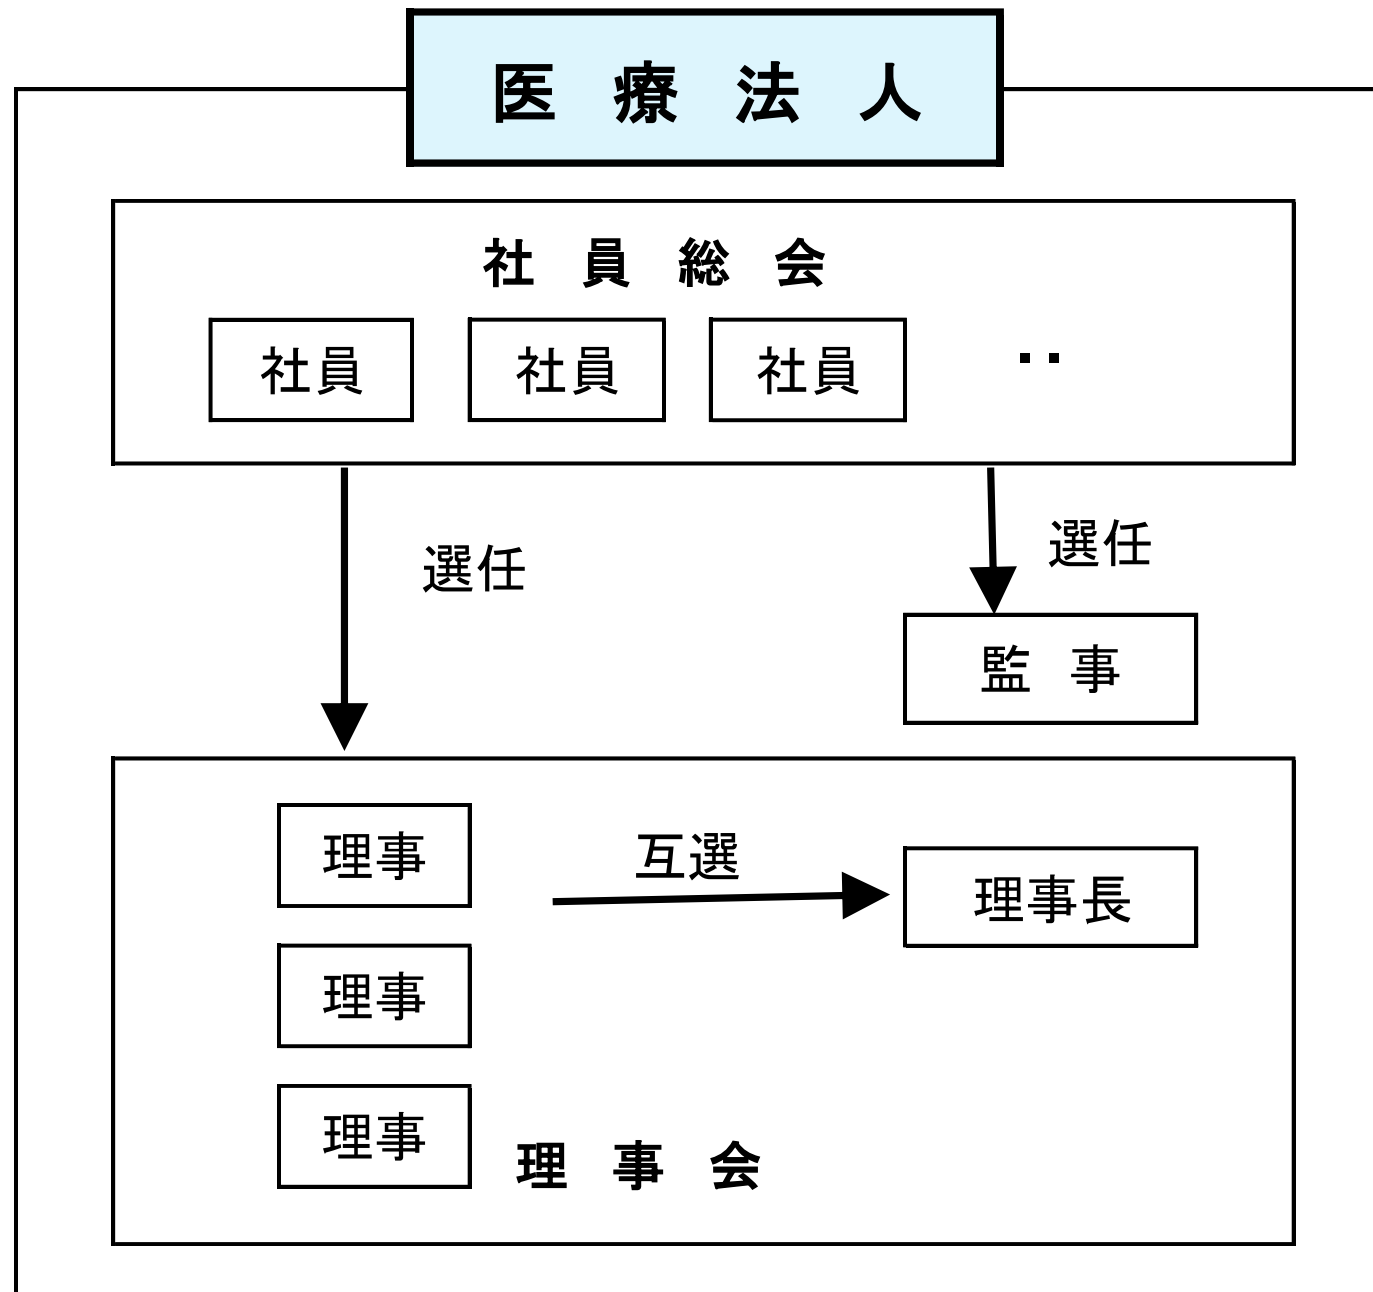 医療法人
社員総会
社員 社員 社員 ‥
選任
選任
監事
理事
互選
理事長
理事
理事
理事会